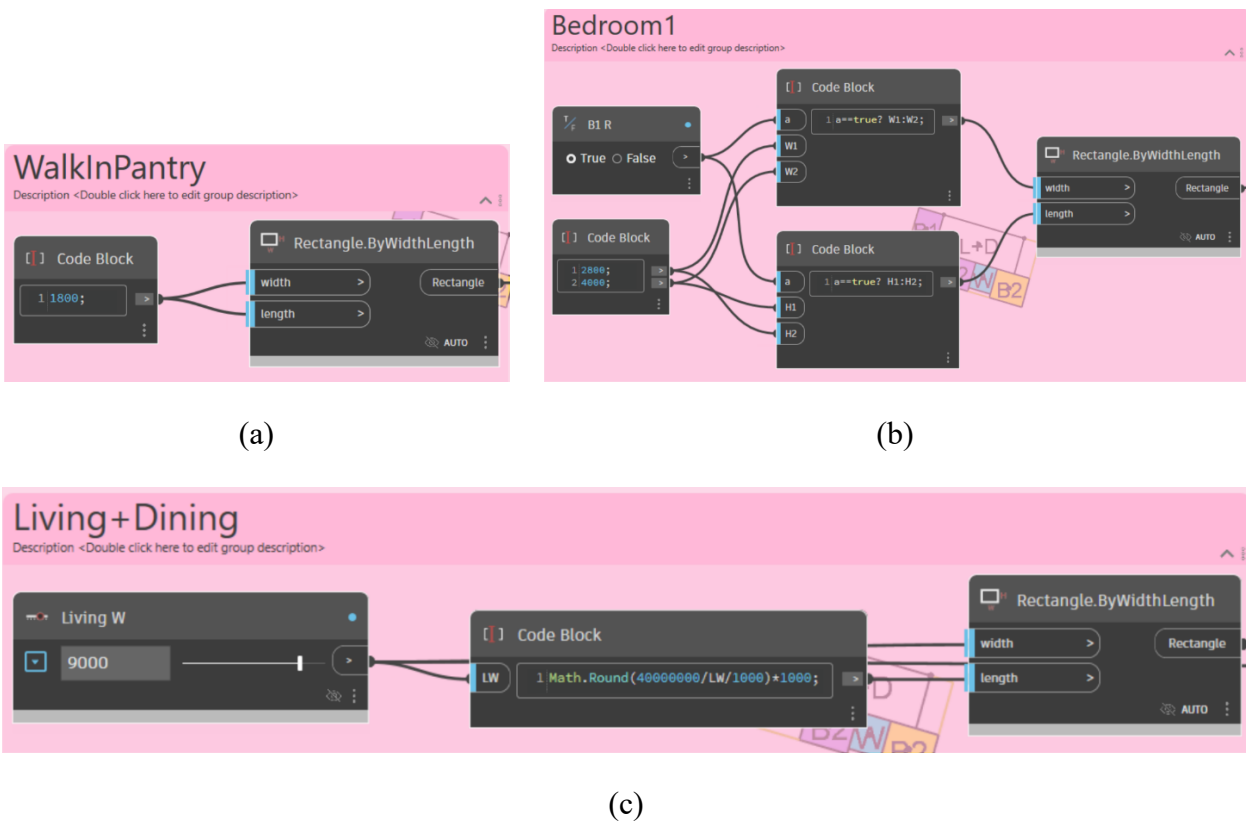 WalkInPantry
Description <Double click here to edit group description>
Code Block
1 1800;
>
Rectangle.ByWidthLength
width >
length >
Rectangle
AUTO
(a)
Bedroom1
Description <Double click here to edit group description>
B1 R
True False
>
Code Block
1 2800;
2 4000;
>
>
Code Block
a
W1
W2
1 a==true? W1:W2;
>
Code Block
a
H1
H2
1 a==true? H1:H2;
>
Rectangle.ByWidthLength
width >
length >
Rectangle
AUTO
B1
L+D
W
B2
(b)
Living+Dining
Description <Double click here to edit group description>
Living W
9000
>
Code Block
LW
1 Math.Round(40000000/LW/1000)*1000;
>
Rectangle.ByWidthLength
width >
length >
Rectangle
AUTO
D
B2 W B2
(c)